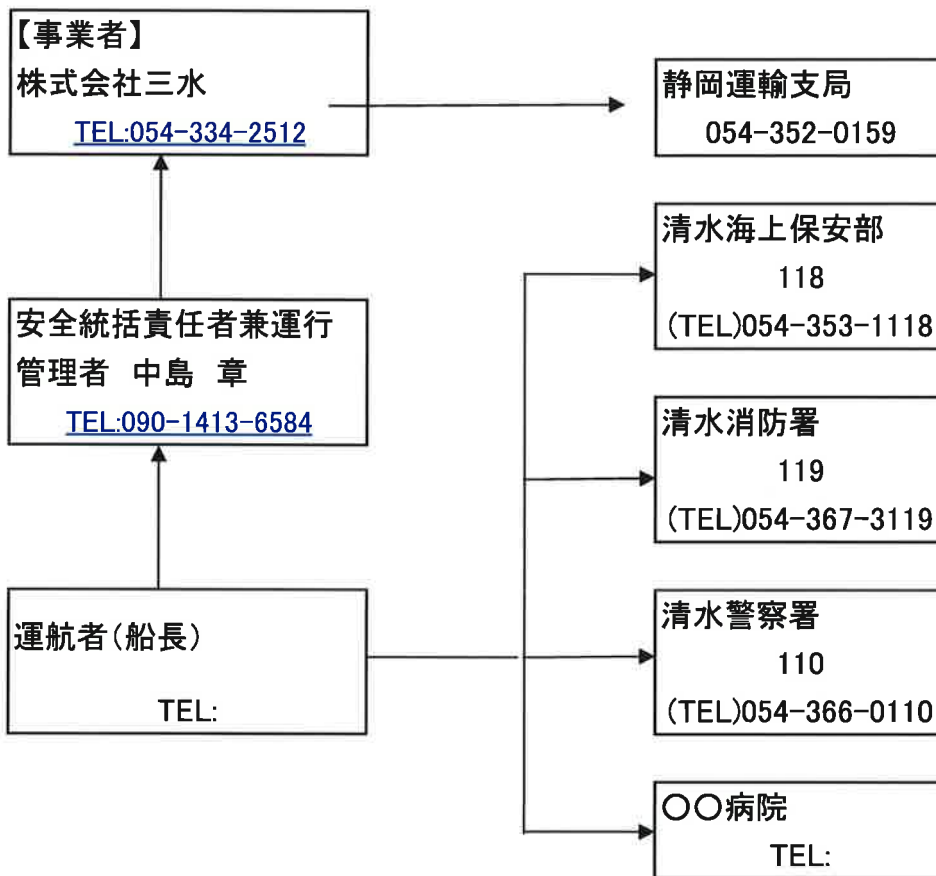 【事業者】
株式会社三水
TEL:054-334-2512
静岡運輸支局
054-352-0159
清水海上保安部
118
(TEL)054-353-1118
安全統括責任者兼運行
管理者 中島 章
TEL:090-1413-6584
清水消防署
119
(TEL)054-367-3119
運航者(船長)
TEL:
清水警察署
110
(TEL)054-366-0110
○○病院
TEL: